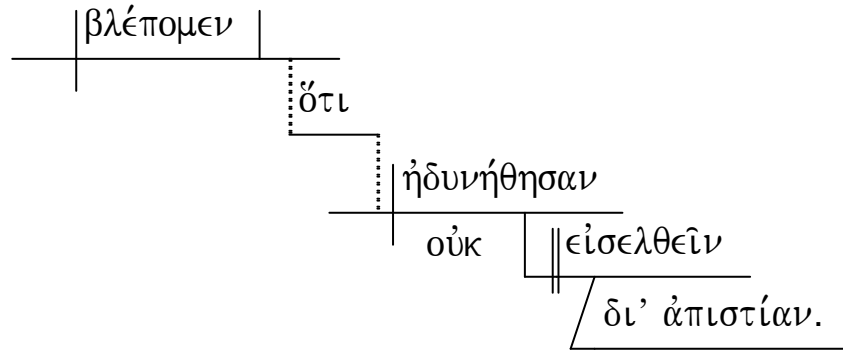 βλέπομεν
ὅτι
ἠδυνήθησαν
οὐκ
εἰσελθεῖν
δι’ ἀπιστίαν.